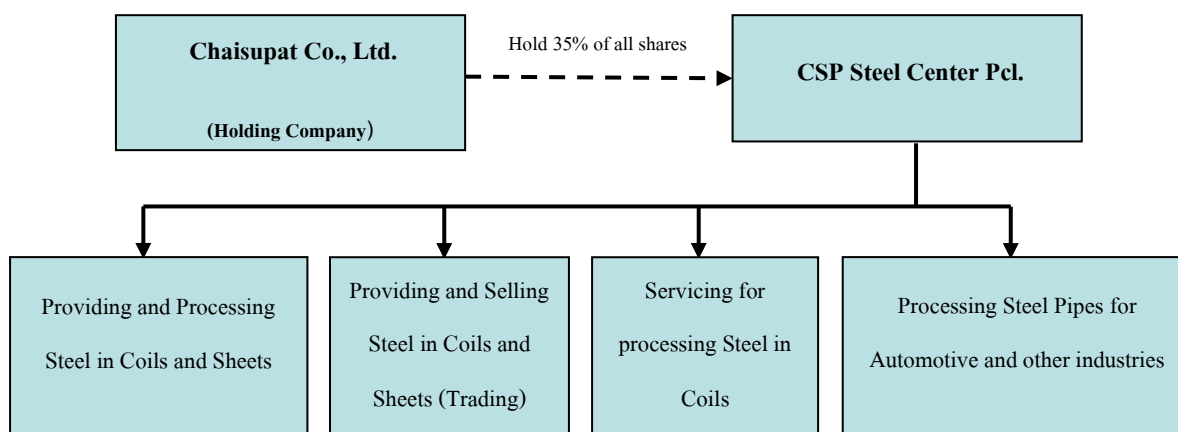 Chaisupat Co., Ltd.
(Holding Company)
Hold 35% of all shares
CSP Steel Center Pcl.
Providing and Processing
Steel in Coils and Sheets
Providing and Selling
Steel in Coils and
Sheets (Trading)
Servicing for
processing Steel in
Coils
Processing Steel Pipes for
Automotive and other industries